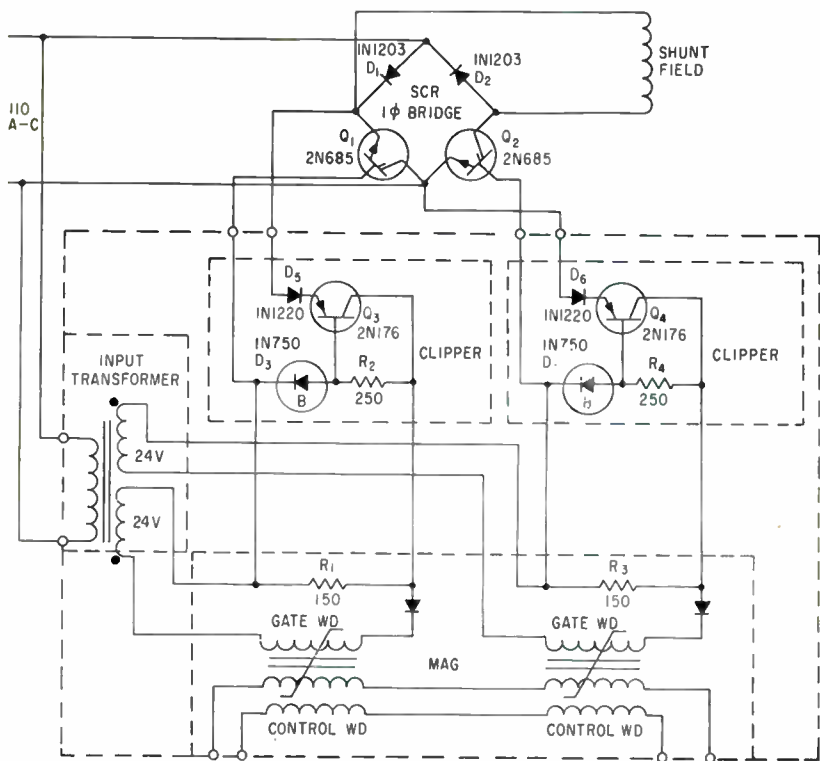 IN1203
D1
IN1203
D2
SHUNT
FIELD
SCR
1ϕ BRIDGE
110
A-C
Q1
2N685
Q2
2N685
D5
IN1220
Q3
2N176
1N750
D3
B
R2
250
CLIPPER
D6
IN1220
Q4
2N176
1N750
D
R4
250
CLIPPER
INPUT
TRANSFORMER
24V
24V
R1
150
R3
150
GATE WD
GATE WD
MAG
CONTROL WD
CONTROL WD